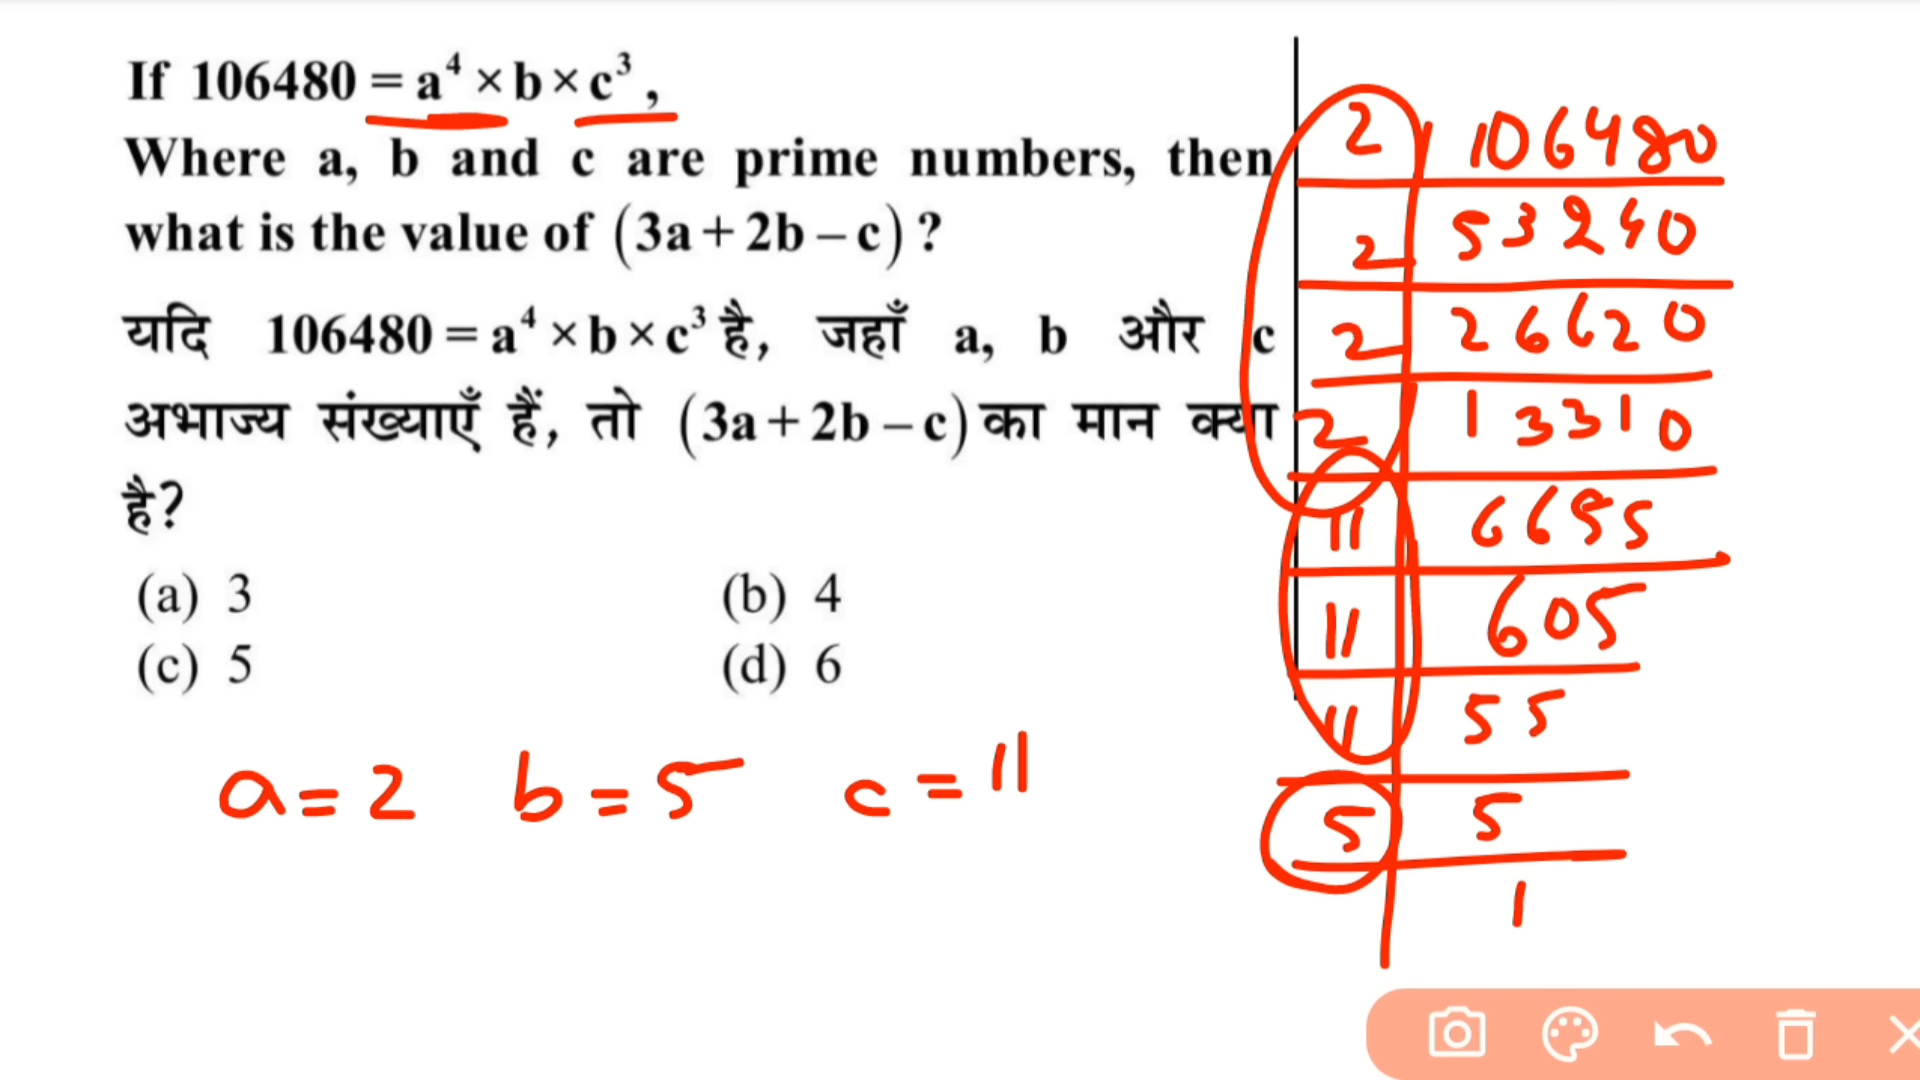 If 106480 = a⁴ × b × c³,
Where a, b and c are prime numbers, then
what is the value of (3a + 2b – c) ?
यदि 106480 = a⁴ × b × c³ है, जहाँ a, b और c
अभाज्य संख्याएँ हैं, तो (3a + 2b – c) का मान क्या
है?
(a) 3 (b) 4
(c) 5 (d) 6
a = 2 b = 5 c = 11
2 106480
2 53240
2 26620
2 13310
11 6655
11 605
11 55
5 5
1